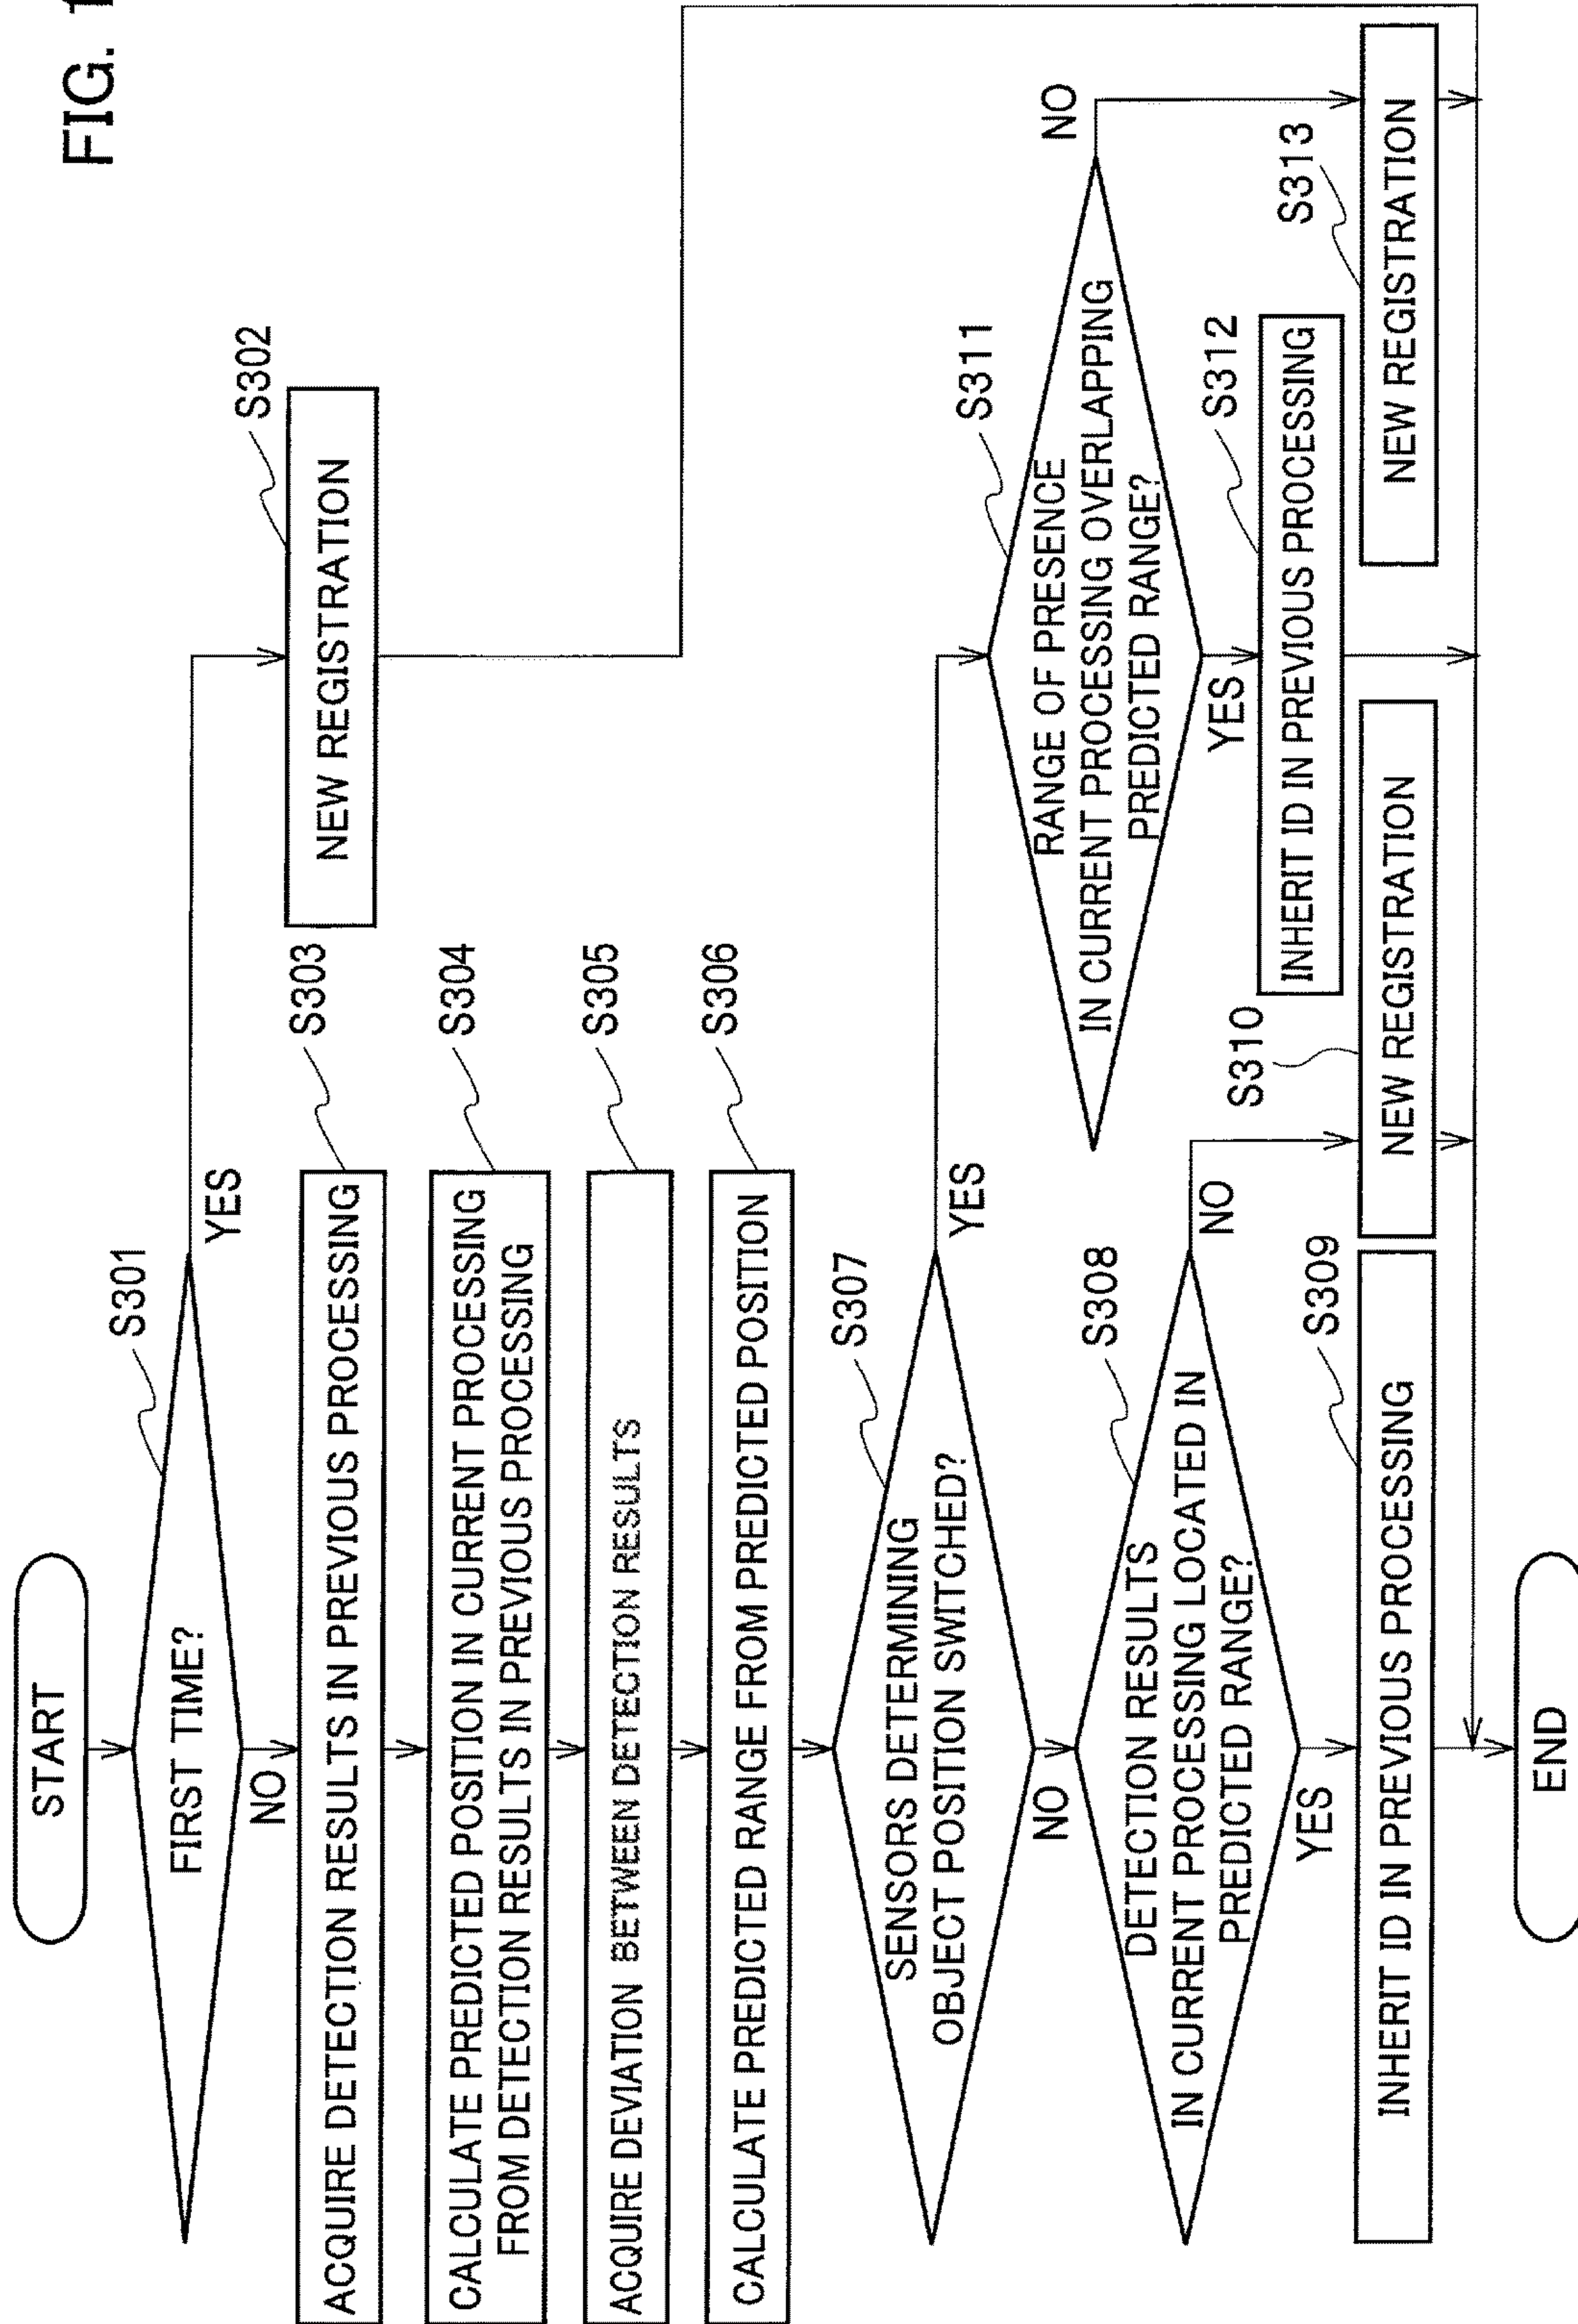 FIG. 1
START
S301
FIRST TIME?
YES
NO
S302
NEW REGISTRATION
S303
ACQUIRE DETECTION RESULTS IN PREVIOUS PROCESSING
S304
CALCULATE PREDICTED POSITION IN CURRENT PROCESSING
FROM DETECTION RESULTS IN PREVIOUS PROCESSING
S305
ACQUIRE DEVIATION BETWEEN DETECTION RESULTS
S306
CALCULATE PREDICTED RANGE FROM PREDICTED POSITION
S307
SENSORS DETERMINING
OBJECT POSITION SWITCHED?
YES
NO
S308
DETECTION RESULTS
IN CURRENT PROCESSING LOCATED IN
PREDICTED RANGE?
NO
YES
S309
INHERIT ID IN PREVIOUS PROCESSING
S310
NEW REGISTRATION
S311
RANGE OF PRESENCE
IN CURRENT PROCESSING OVERLAPPING
PREDICTED RANGE?
NO
YES
S312
INHERIT ID IN PREVIOUS PROCESSING
S313
NEW REGISTRATION
END